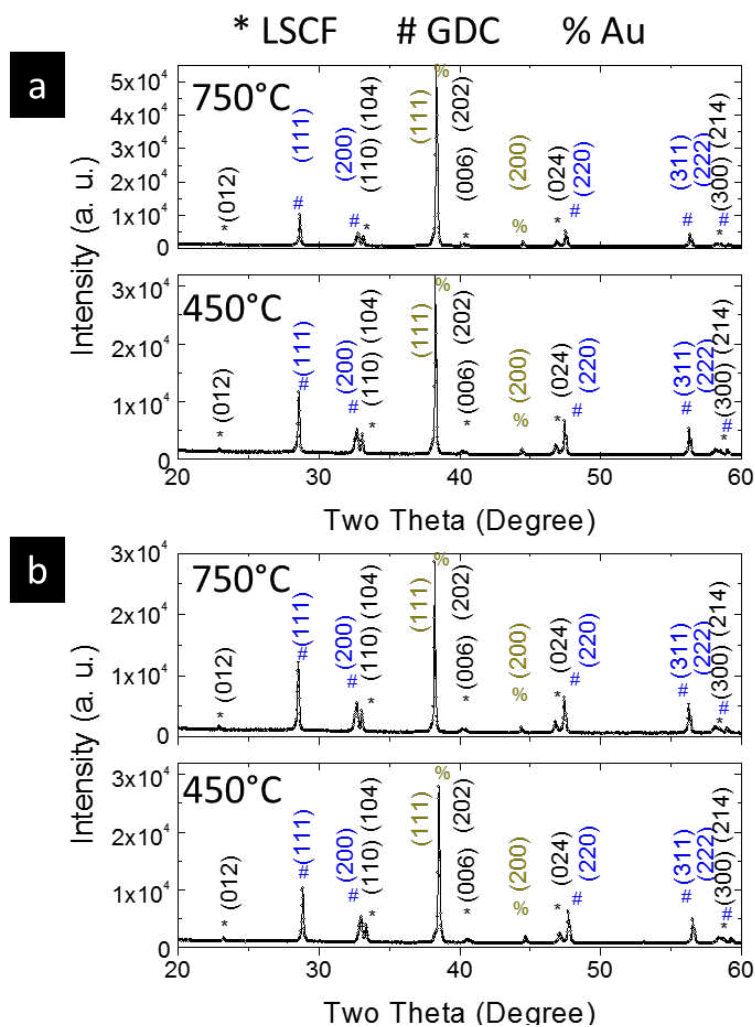 * LSCF # GDC % Au
a
750°C
5x10⁴
4x10⁴
3x10⁴
2x10⁴
1x10⁴
0
* (012)
# (111)
# (200)
* (110) (104)
(111) %
(202)
* (006)
% (200)
* (024)
# (220)
# (311)
# (222)
* (300) (214)
450°C
3x10⁴
2x10⁴
1x10⁴
0
* (012)
# (111)
# (200)
* (110) (104)
(111) %
(202)
* (006)
% (200)
* (024)
# (220)
# (311)
# (222)
* (300) (214)
20 30 40 50 60
Intensity (a. u.)
Two Theta (Degree)
b
750°C
3x10⁴
2x10⁴
1x10⁴
0
* (012)
# (111)
# (200)
* (110) (104)
(111) %
(202)
* (006)
% (200)
* (024)
# (220)
# (311)
# (222)
* (300) (214)
450°C
3x10⁴
2x10⁴
1x10⁴
0
* (012)
# (111)
# (200)
* (110) (104)
(111) %
(202)
* (006)
% (200)
* (024)
# (220)
# (311)
# (222)
* (300) (214)
20 30 40 50 60
Intensity (a. u.)
Two Theta (Degree)